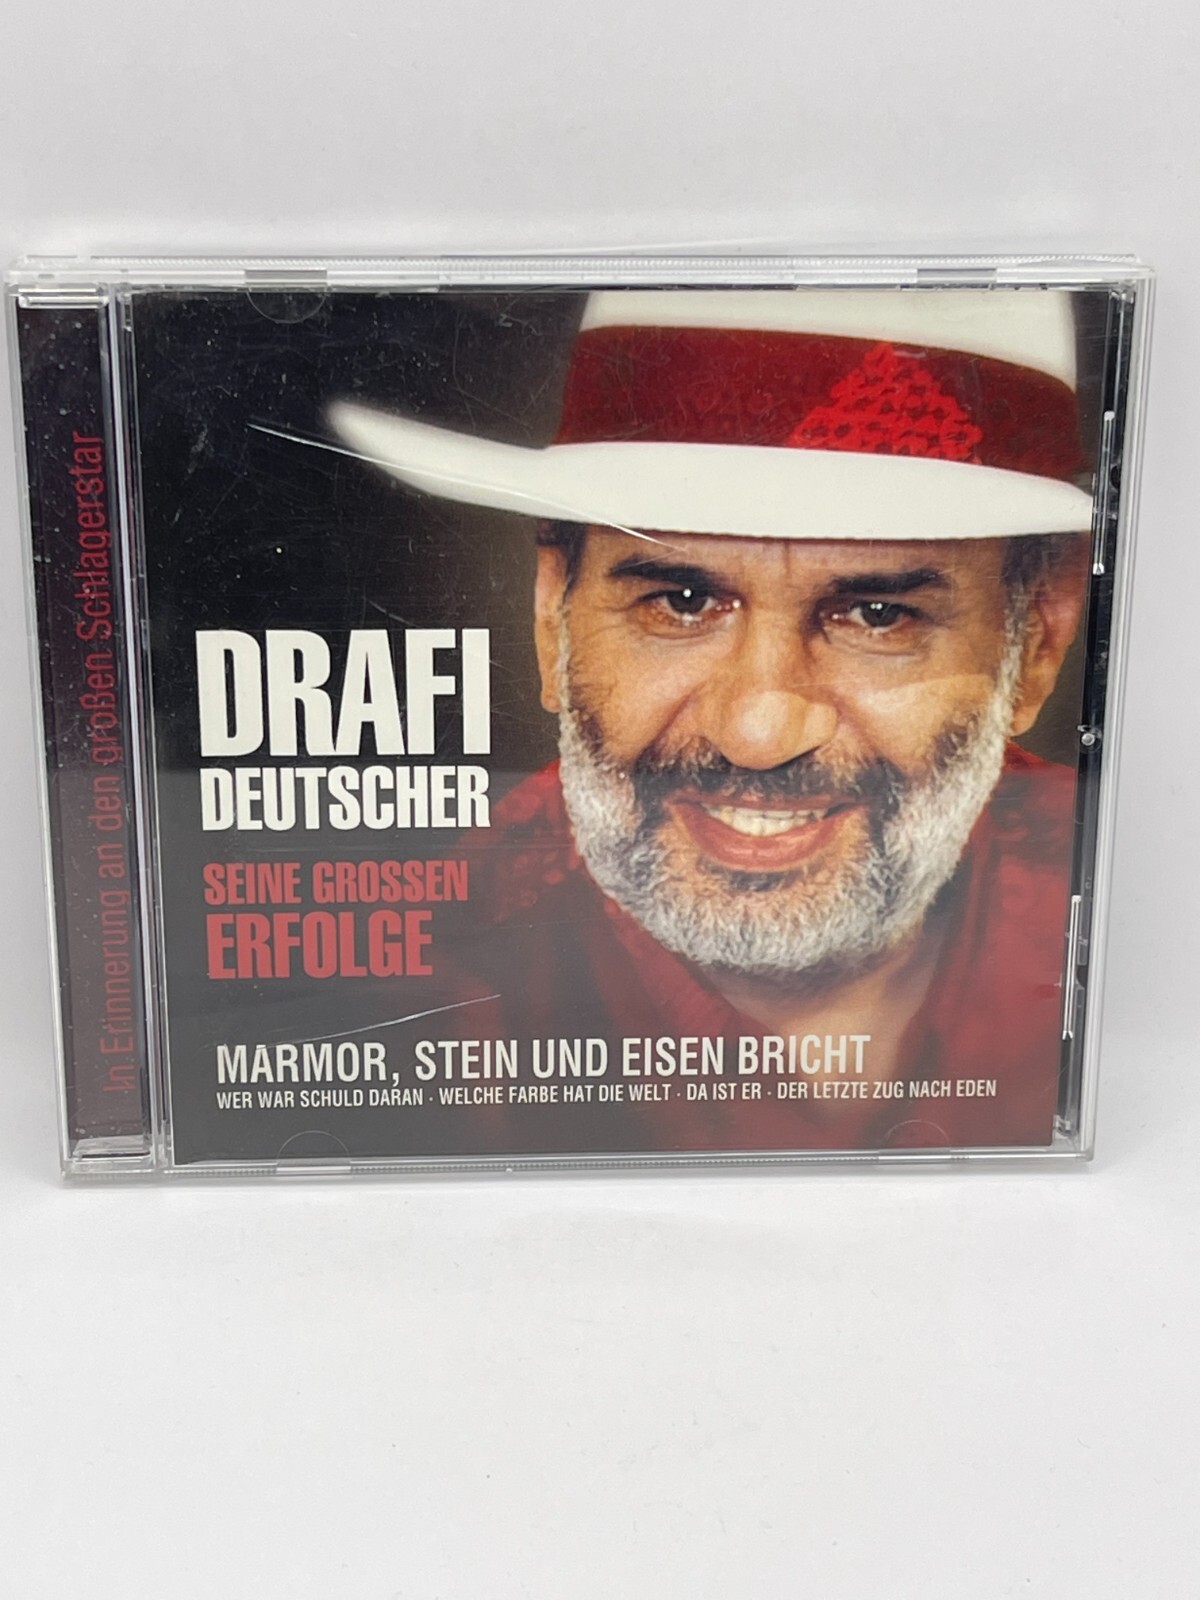 In Erinnerung an den großen Schlagerstar
DRAFI
DEUTSCHER
SEINE GROSSEN
ERFOLGE
MARMOR, STEIN UND EISEN BRICHT
WER WAR SCHULD DARAN · WELCHE FARBE HAT DIE WELT · DA IST ER · DER LETZTE ZUG NACH EDEN